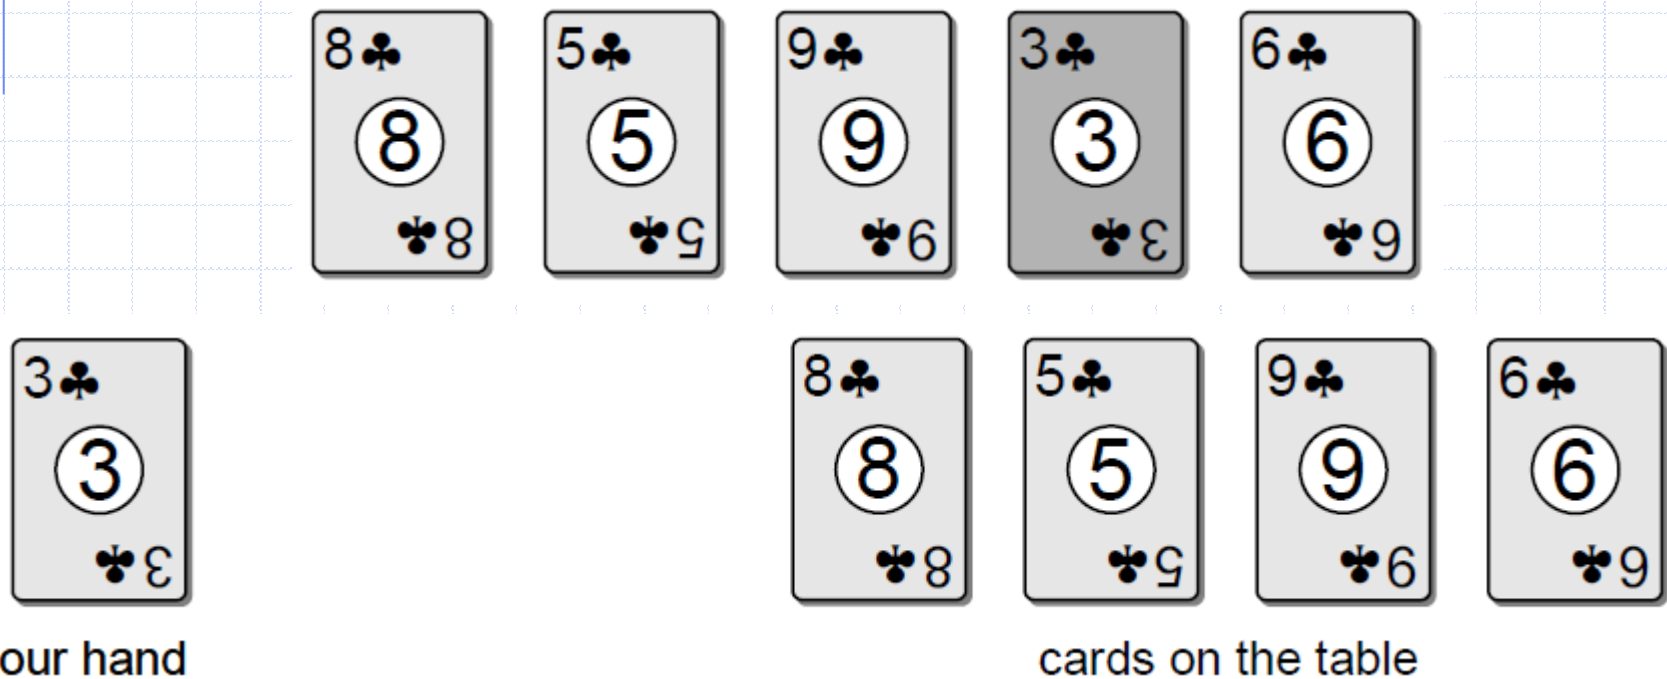 8♣ 5♣ 9♣ 3♣ 6♣
8 5 9 3 6
♣8 ♣5 ♣9 ♣3 ♣6
3♣ 8♣ 5♣ 9♣ 6♣
3 8 5 9 6
♣3 ♣8 ♣5 ♣9 ♣6
our hand cards on the table